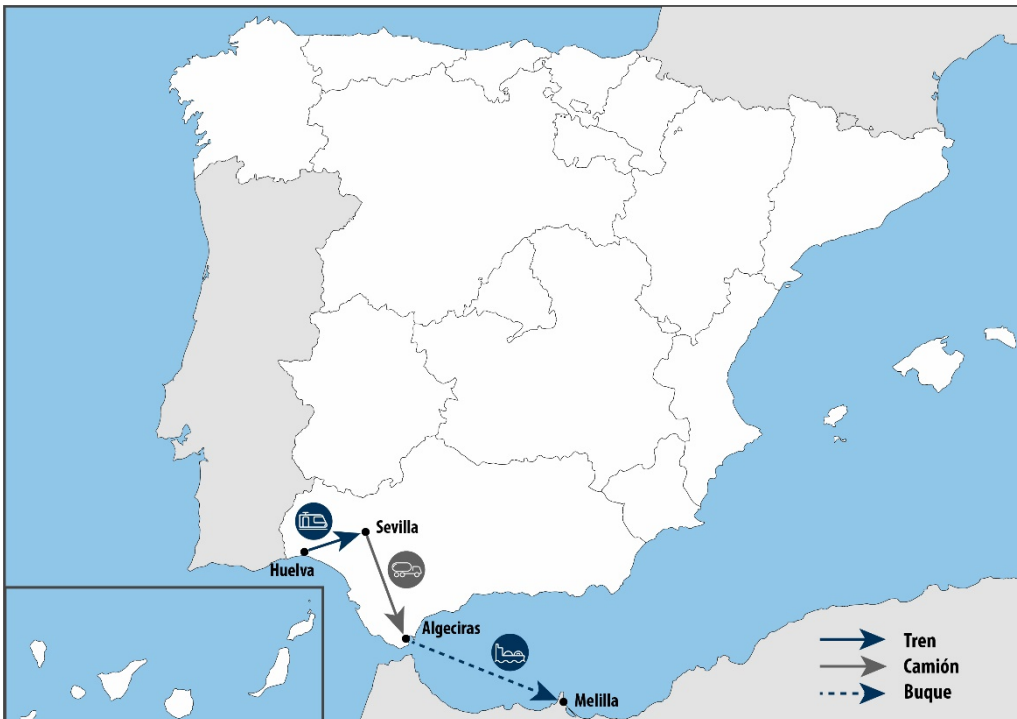 Sevilla
Huelva
Algeciras
Melilla
Tren
Camión
Buque